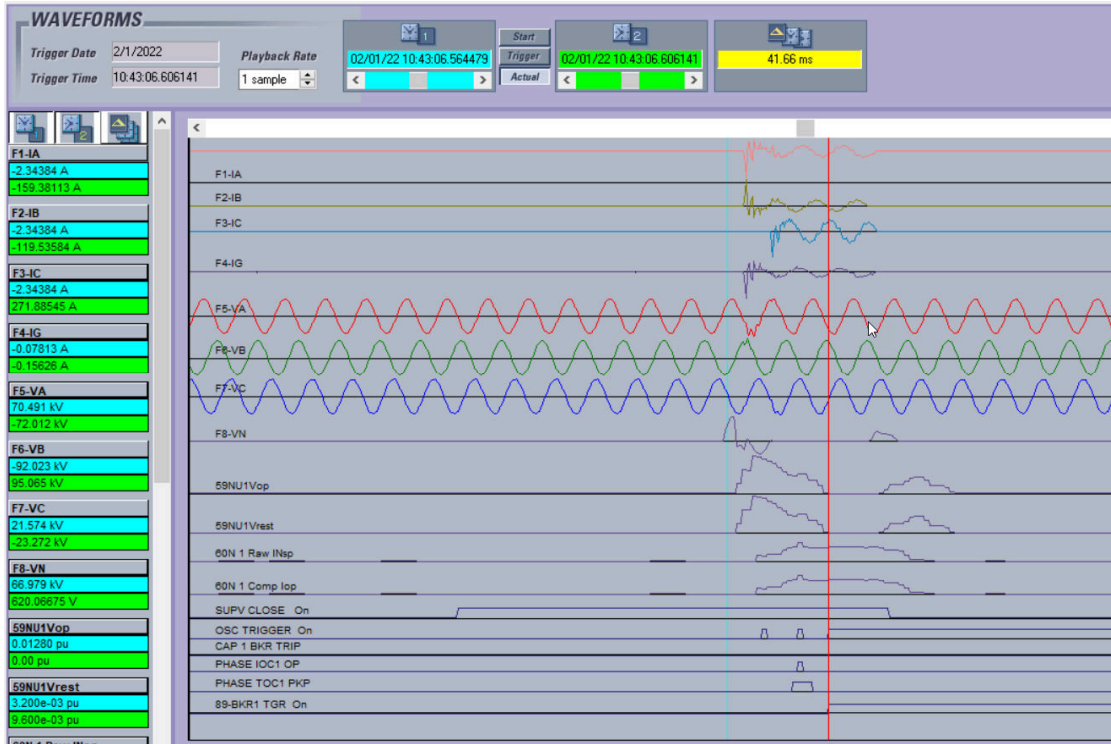 WAVEFORMS
Trigger Date 2/1/2022
Trigger Time 10:43:06.606141
Playback Rate
1 sample
1
02/01/22 10:43:06.564479
Start
Trigger
Actual
2
02/01/22 10:43:06.606141
41.66 ms
F1-IA
-2.34384 A
-159.38113 A
F2-IB
-2.34384 A
-119.53584 A
F3-IC
-2.34384 A
271.88545 A
F4-IG
-0.07813 A
-0.15626 A
F5-VA
70.491 kV
-72.012 kV
F6-VB
-92.023 kV
95.065 kV
F7-VC
21.574 kV
-23.272 kV
F8-VN
66.979 kV
620.06675 V
59NU1Vop
0.01280 pu
0.00 pu
59NU1Vrest
3.200e-03 pu
9.600e-03 pu
F1-IA
F2-IB
F3-IC
F4-IG
F5-VA
F6-VB
F7-VC
F8-VN
59NU1Vop
59NU1Vrest
60N 1 Raw INsp
60N 1 Comp Iop
SUPV CLOSE On
OSC TRIGGER On
CAP 1 BKR TRIP
PHASE IOC1 OP
PHASE TOC1 PKP
89-BKR1 TGR On